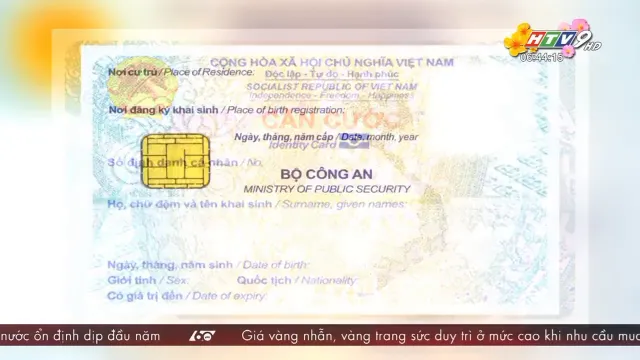 HTV9 HD
06:44:15
CỘNG HÒA XÃ HỘI CHỦ NGHĨA VIỆT NAM
Nơi cư trú / Place of Residence:
Độc lập - Tự do - Hạnh phúc
SOCIALIST REPUBLIC OF VIET NAM
Independence - Freedom - Happiness
Nơi đăng ký khai sinh / Place of birth registration:
CĂN CƯỚC
Ngày, tháng, năm cấp / Date, month, year
Identity Card
Số định danh cá nhân / No.
BỘ CÔNG AN
MINISTRY OF PUBLIC SECURITY
Họ, chữ đệm và tên khai sinh / Surname, given names:
Ngày, tháng, năm sinh / Date of birth:
Giới tính / Sex:
Quốc tịch / Nationality:
Có giá trị đến / Date of expiry:
nước ổn định dịp đầu năm
Giá vàng nhẫn, vàng trang sức duy trì ở mức cao khi nhu cầu mu